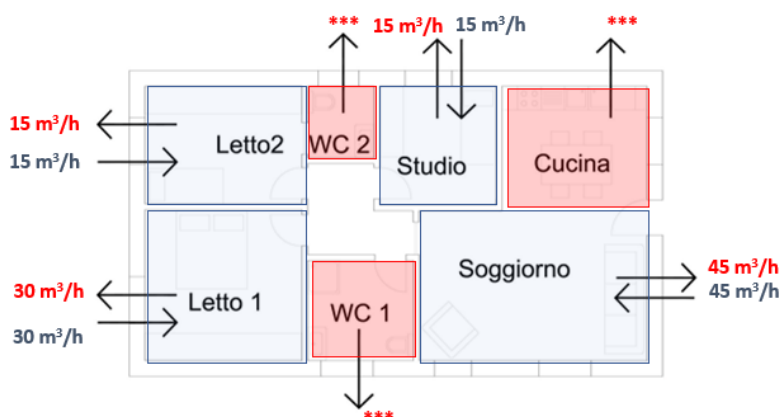 ***
15 m³/h
15 m³/h
***
15 m³/h
15 m³/h
Letto2
WC 2
Studio
Cucina
30 m³/h
30 m³/h
Letto 1
WC 1
Soggiorno
45 m³/h
45 m³/h
***